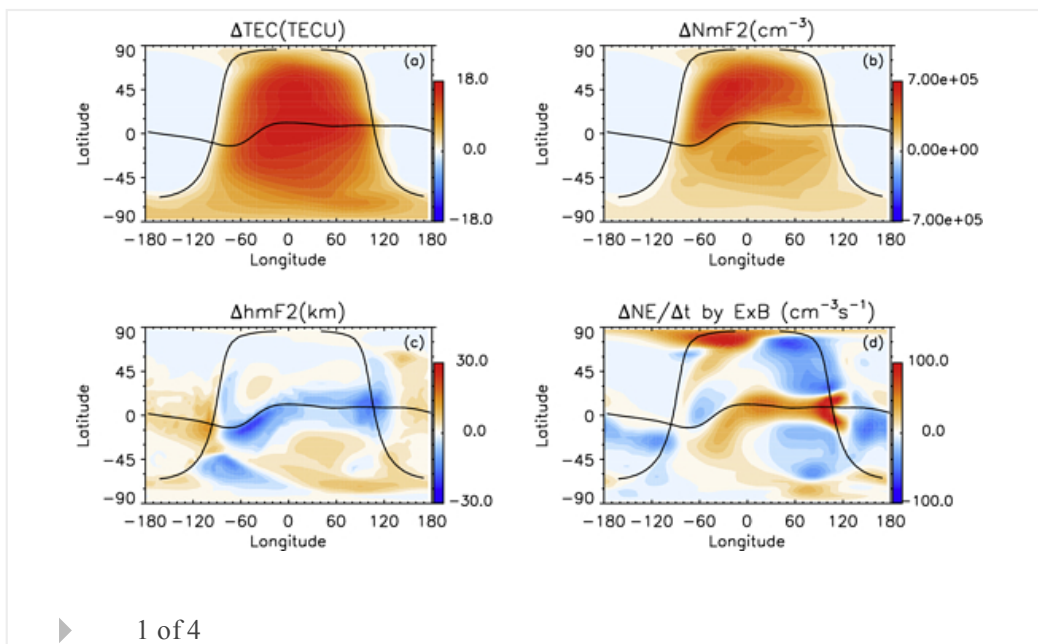 ΔTEC(TECU)
90
45
0
−45
−90
Latitude
(a)
18.0
0.0
−18.0
−180 −120 −60 0 60 120 180
Longitude
ΔNmF2(cm⁻³)
90
45
0
−45
−90
Latitude
(b)
7.00e+05
0.00e+00
−7.00e+05
−180 −120 −60 0 60 120 180
Longitude
ΔhmF2(km)
90
45
0
−45
−90
Latitude
(c)
30.0
0.0
−30.0
−180 −120 −60 0 60 120 180
Longitude
ΔNE/Δt by ExB (cm⁻³s⁻¹)
90
45
0
−45
−90
Latitude
(d)
100.0
0.0
−100.0
−180 −120 −60 0 60 120 180
Longitude
1 of 4